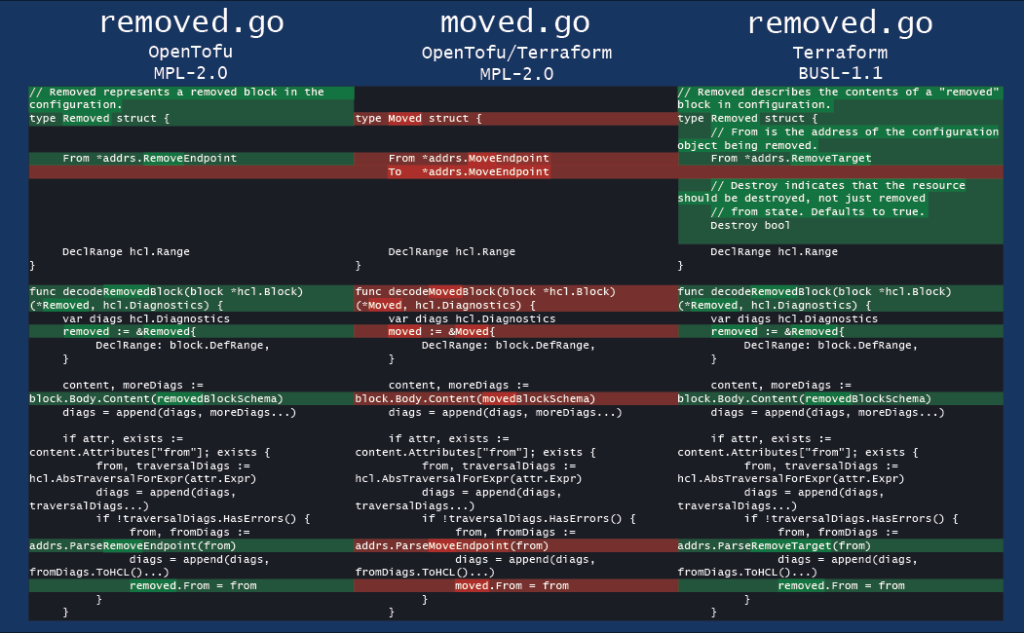 removed.go
OpenTofu
MPL-2.0
// Removed represents a removed block in the
configuration.
type Removed struct {
From *addrs.RemoveEndpoint
DeclRange hcl.Range
}
func decodeRemovedBlock(block *hcl.Block)
(*Removed, hcl.Diagnostics) {
var diags hcl.Diagnostics
removed := &Removed{
DeclRange: block.DefRange,
}
content, moreDiags :=
block.Body.Content(removedBlockSchema)
diags = append(diags, moreDiags...)
if attr, exists :=
content.Attributes["from"]; exists {
from, traversalDiags :=
hcl.AbsTraversalForExpr(attr.Expr)
diags = append(diags,
traversalDiags...)
if !traversalDiags.HasErrors() {
from, fromDiags :=
addrs.ParseRemoveEndpoint(from)
diags = append(diags,
fromDiags.ToHCL()...)
removed.From = from
}
}
moved.go
OpenTofu/Terraform
MPL-2.0
type Moved struct {
From *addrs.MoveEndpoint
To *addrs.MoveEndpoint
DeclRange hcl.Range
}
func decodeMovedBlock(block *hcl.Block)
(*Moved, hcl.Diagnostics) {
var diags hcl.Diagnostics
moved := &Moved{
DeclRange: block.DefRange,
}
content, moreDiags :=
block.Body.Content(movedBlockSchema)
diags = append(diags, moreDiags...)
if attr, exists :=
content.Attributes["from"]; exists {
from, traversalDiags :=
hcl.AbsTraversalForExpr(attr.Expr)
diags = append(diags,
traversalDiags...)
if !traversalDiags.HasErrors() {
from, fromDiags :=
addrs.ParseMoveEndpoint(from)
diags = append(diags,
fromDiags.ToHCL()...)
moved.From = from
}
}
removed.go
Terraform
BUSL-1.1
// Removed describes the contents of a "removed"
block in configuration.
type Removed struct {
// From is the address of the configuration
object being removed.
From *addrs.RemoveTarget
// Destroy indicates that the resource
should be destroyed, not just removed
// from state. Defaults to true.
Destroy bool
DeclRange hcl.Range
}
func decodeRemovedBlock(block *hcl.Block)
(*Removed, hcl.Diagnostics) {
var diags hcl.Diagnostics
removed := &Removed{
DeclRange: block.DefRange,
}
content, moreDiags :=
block.Body.Content(removedBlockSchema)
diags = append(diags, moreDiags...)
if attr, exists :=
content.Attributes["from"]; exists {
from, traversalDiags :=
hcl.AbsTraversalForExpr(attr.Expr)
diags = append(diags,
traversalDiags...)
if !traversalDiags.HasErrors() {
from, fromDiags :=
addrs.ParseRemoveTarget(from)
diags = append(diags,
fromDiags.ToHCL()...)
removed.From = from
}
}